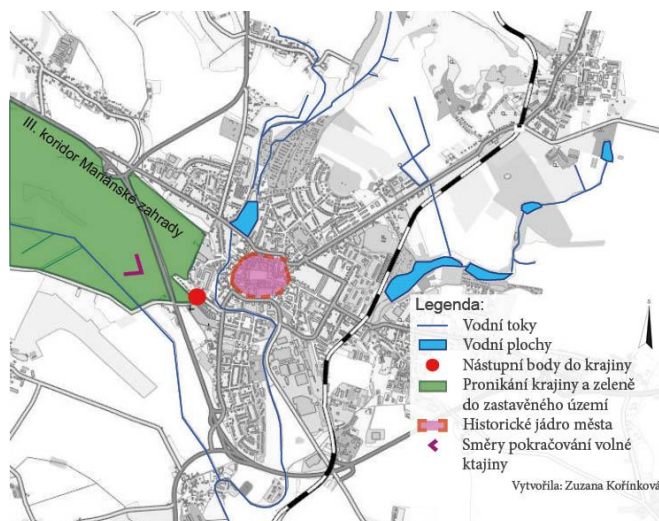 III. koridor Mariánské zahrady
Legenda:
Vodní toky
Vodní plochy
Nástupní body do krajiny
Pronikání krajiny a zeleně
do zastavěného území
Historické jádro města
Směry pokračování volné
ktajiny
Vytvořila: Zuzana Kořínková